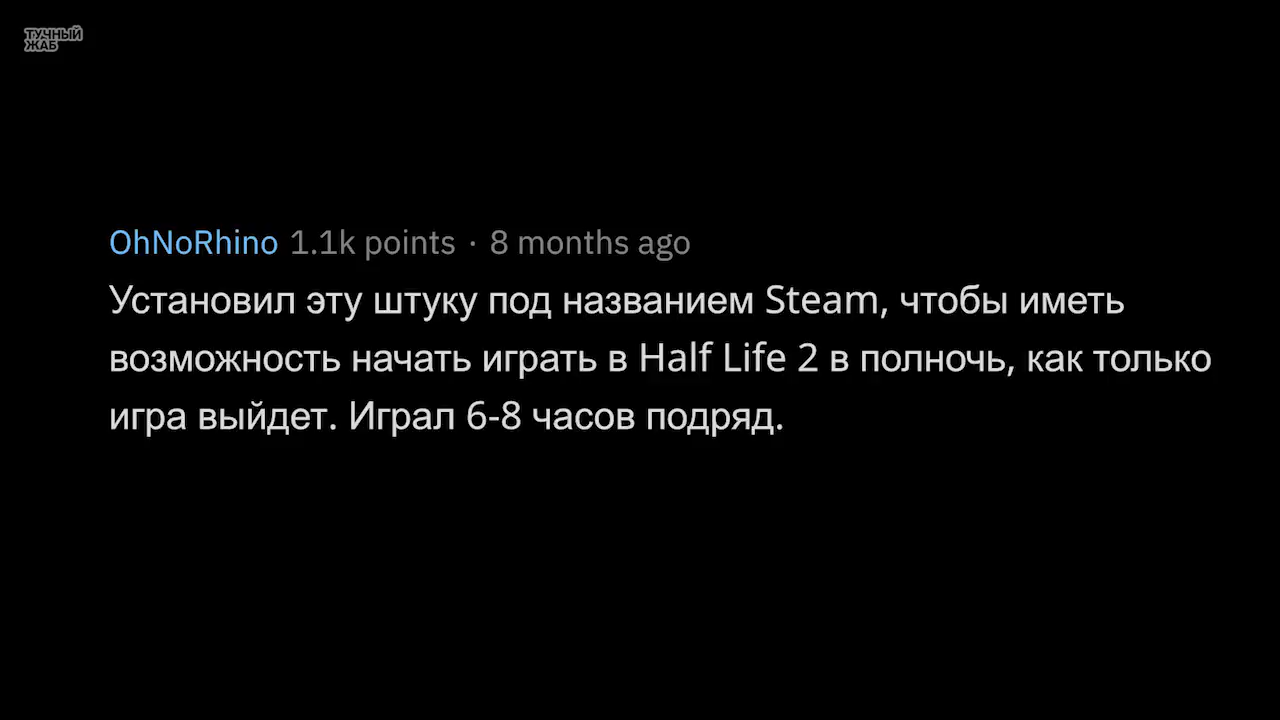 ТУЧНЫЙ
ЖАБ
OhNoRhino 1.1k points · 8 months ago
Установил эту штуку под названием Steam, чтобы иметь
возможность начать играть в Half Life 2 в полночь, как только
игра выйдет. Играл 6-8 часов подряд.